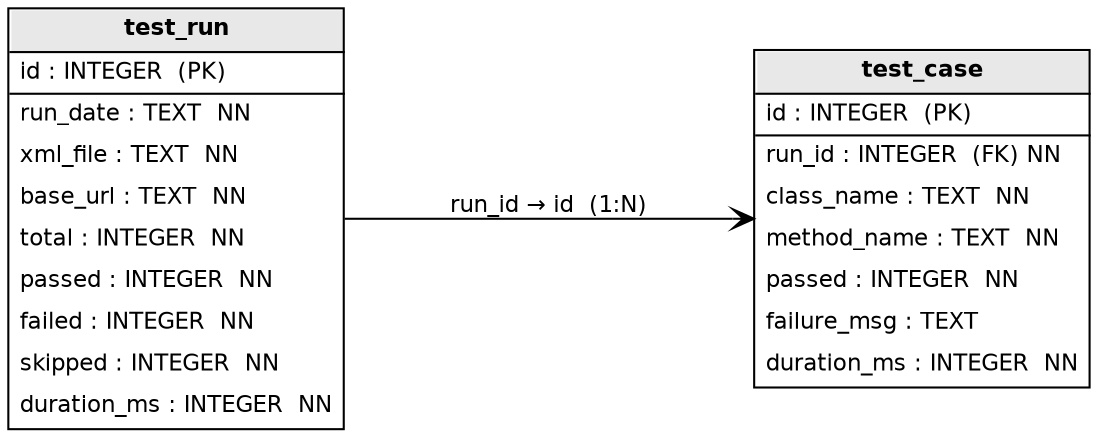 test_run
id : INTEGER (PK)
run_date : TEXT NN
xml_file : TEXT NN
base_url : TEXT NN
total : INTEGER NN
passed : INTEGER NN
failed : INTEGER NN
skipped : INTEGER NN
duration_ms : INTEGER NN
run_id → id (1:N)
test_case
id : INTEGER (PK)
run_id : INTEGER (FK) NN
class_name : TEXT NN
method_name : TEXT NN
passed : INTEGER NN
failure_msg : TEXT
duration_ms : INTEGER NN